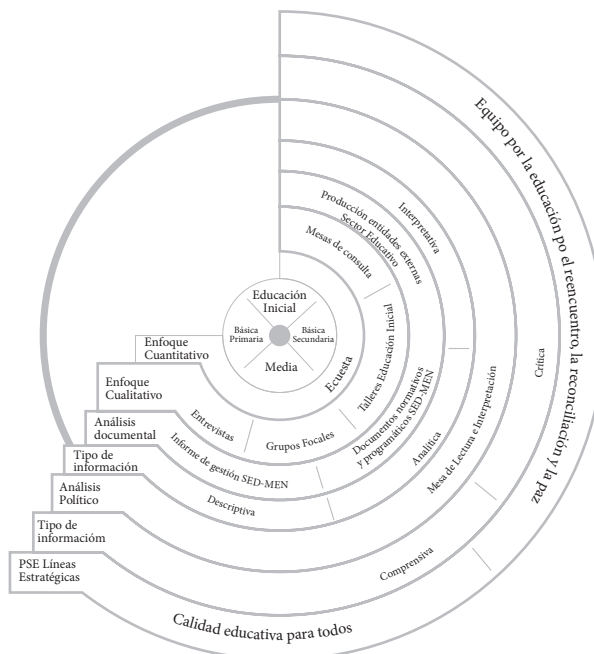 Equipo por la educación po el reencuentro, la reconciliación y la paz
Interpretativa
Producción entidades externas
Sector Educativo
Mesas de consulta
Educación
Inicial
Básica
Primaria
Básica
Secundaria
Media
Enfoque
Cuantitativo
Ecuesta
Talleres Educación Inicial
Crítica
Enfoque
Cualitativo
Entrevistas
Grupos Focales
Documentos normativos
y programáticos SED-MEN
Mesa de Lectura e Interpretación
Análisis
documental
Informe de gestión SED-MEN
Analítica
Tipo de
información
Descriptiva
Análisis
Político
Tipo de
informacióm
Comprensiva
PSE Líneas
Estratégicas
Calidad educativa para todos